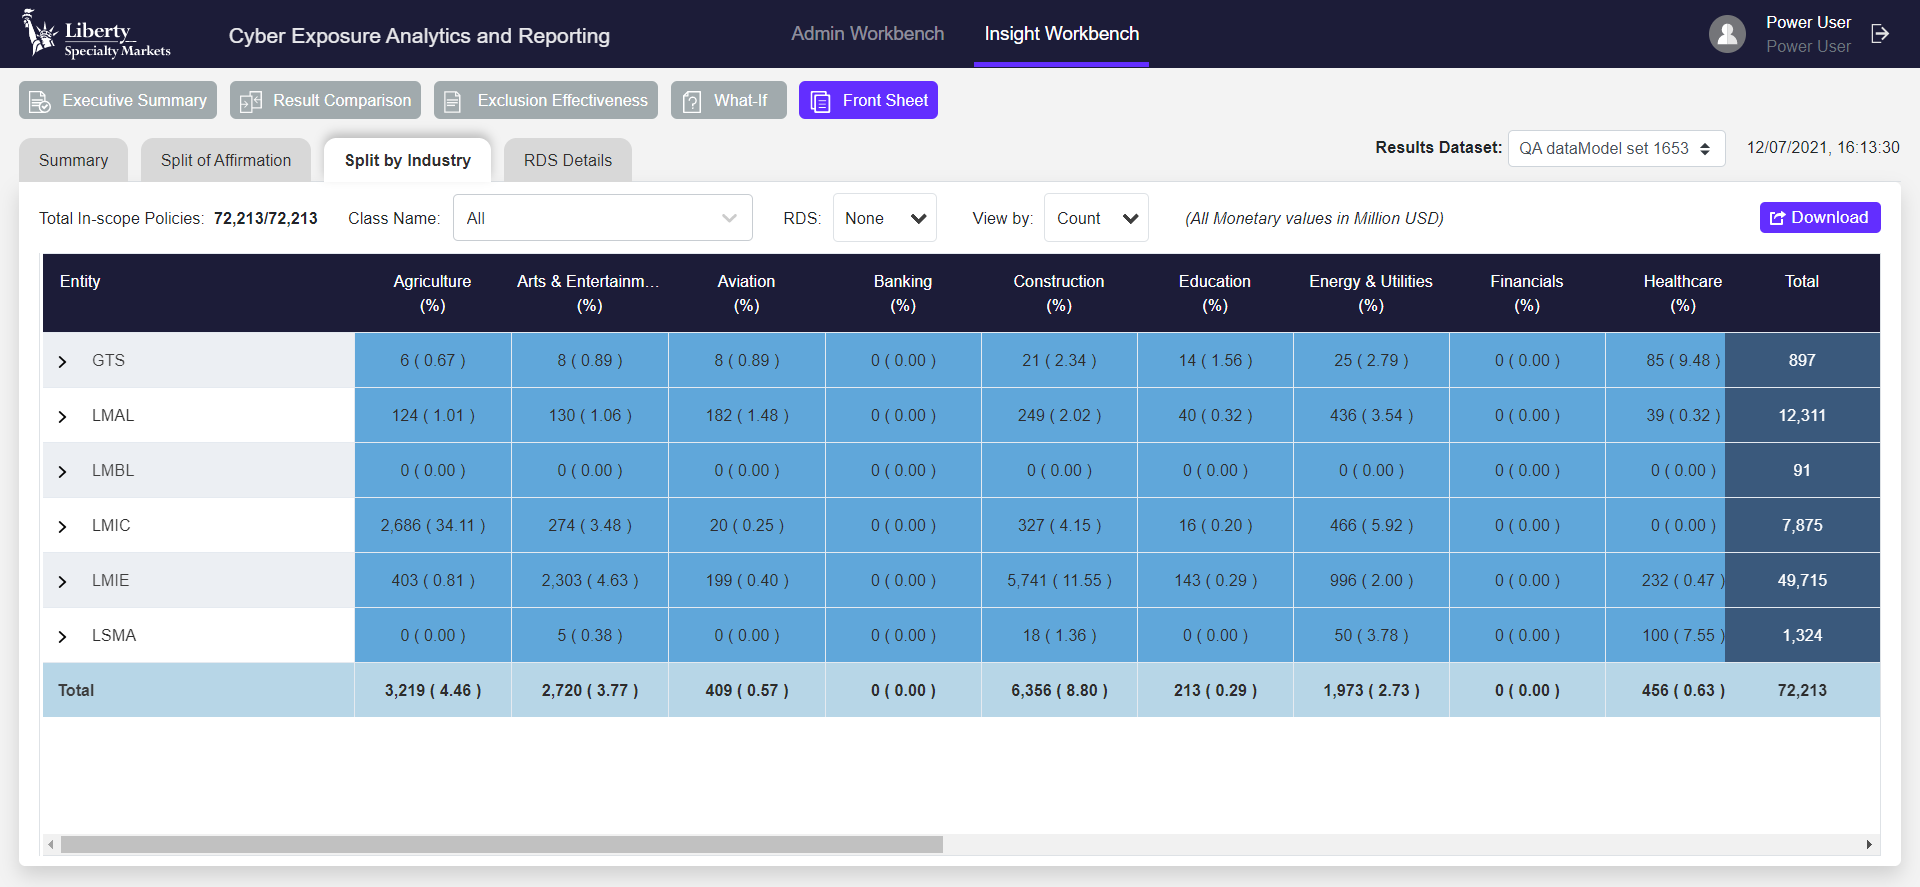 Liberty
Specialty Markets
Cyber Exposure Analytics and Reporting
Admin Workbench
Insight Workbench
Power User
Power User
Executive Summary
Result Comparison
Exclusion Effectiveness
What-If
Front Sheet
Summary
Split of Affirmation
Split by Industry
RDS Details
Results Dataset: QA dataModel set 1653 12/07/2021, 16:13:30
Total In-scope Policies: 72,213/72,213 Class Name: All RDS: None View by: Count (All Monetary values in Million USD) Download
Entity Agriculture (%) Arts & Entertainm... (%) Aviation (%) Banking (%) Construction (%) Education (%) Energy & Utilities (%) Financials (%) Healthcare (%) Total
GTS 6 ( 0.67 ) 8 ( 0.89 ) 8 ( 0.89 ) 0 ( 0.00 ) 21 ( 2.34 ) 14 ( 1.56 ) 25 ( 2.79 ) 0 ( 0.00 ) 85 ( 9.48 ) 897
LMAL 124 ( 1.01 ) 130 ( 1.06 ) 182 ( 1.48 ) 0 ( 0.00 ) 249 ( 2.02 ) 40 ( 0.32 ) 436 ( 3.54 ) 0 ( 0.00 ) 39 ( 0.32 ) 12,311
LMBL 0 ( 0.00 ) 0 ( 0.00 ) 0 ( 0.00 ) 0 ( 0.00 ) 0 ( 0.00 ) 0 ( 0.00 ) 0 ( 0.00 ) 0 ( 0.00 ) 0 ( 0.00 ) 91
LMIC 2,686 ( 34.11 ) 274 ( 3.48 ) 20 ( 0.25 ) 0 ( 0.00 ) 327 ( 4.15 ) 16 ( 0.20 ) 466 ( 5.92 ) 0 ( 0.00 ) 0 ( 0.00 ) 7,875
LMIE 403 ( 0.81 ) 2,303 ( 4.63 ) 199 ( 0.40 ) 0 ( 0.00 ) 5,741 ( 11.55 ) 143 ( 0.29 ) 996 ( 2.00 ) 0 ( 0.00 ) 232 ( 0.47 ) 49,715
LSMA 0 ( 0.00 ) 5 ( 0.38 ) 0 ( 0.00 ) 0 ( 0.00 ) 18 ( 1.36 ) 0 ( 0.00 ) 50 ( 3.78 ) 0 ( 0.00 ) 100 ( 7.55 ) 1,324
Total 3,219 ( 4.46 ) 2,720 ( 3.77 ) 409 ( 0.57 ) 0 ( 0.00 ) 6,356 ( 8.80 ) 213 ( 0.29 ) 1,973 ( 2.73 ) 0 ( 0.00 ) 456 ( 0.63 ) 72,213